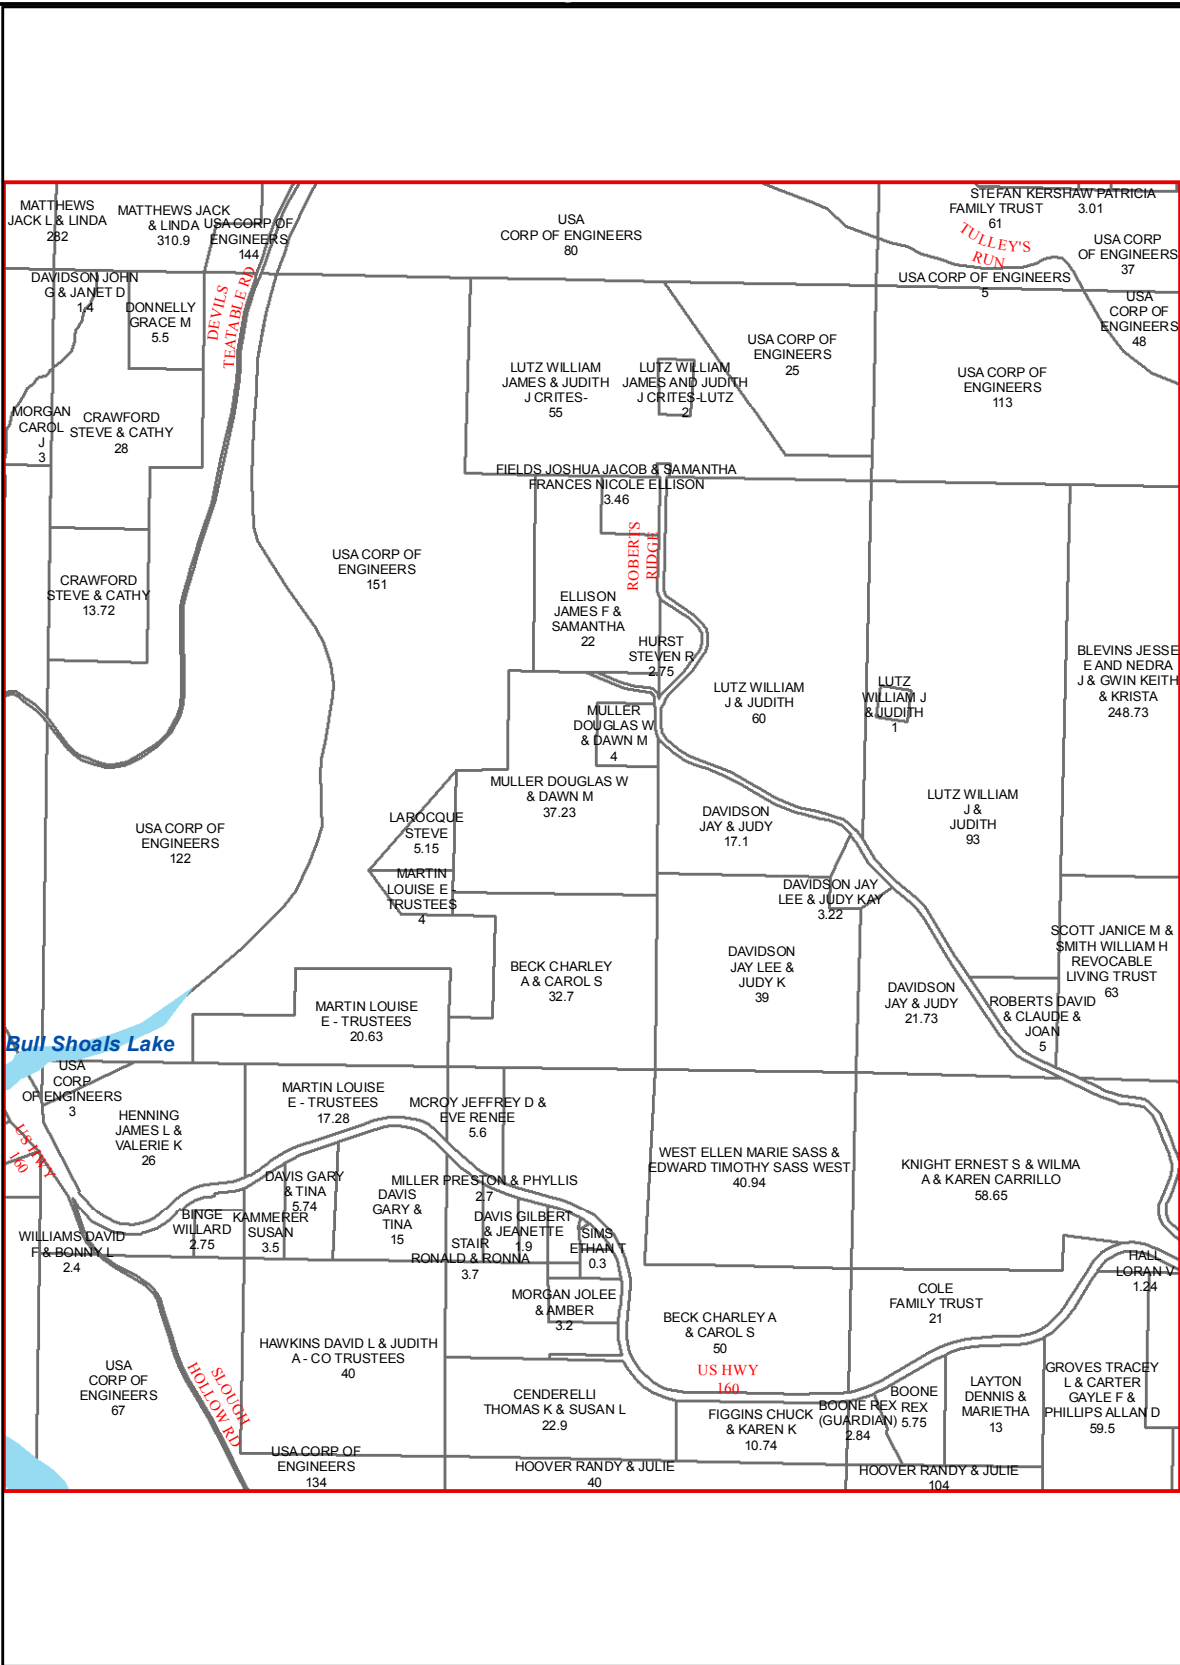 MATTHEWS
JACK L & LINDA
282
MATTHEWS JACK
& LINDA
310.9
USA CORP OF
ENGINEERS
144
USA
CORP OF ENGINEERS
80
STEFAN KERSHAW PATRICIA
FAMILY TRUST
61
3.01
TULLEY'S
RUN
USA CORP
OF ENGINEERS
37
USA CORP OF ENGINEERS
5
USA
CORP OF
ENGINEERS
48
DAVIDSON JOHN
G & JANET D
1.4
DONNELLY
GRACE M
5.5
DEVILS
TEATABLE RD
LUTZ WILLIAM
JAMES & JUDITH
J CRITES-
55
LUTZ WILLIAM
JAMES AND JUDITH
J CRITES-LUTZ
2
USA CORP OF
ENGINEERS
25
USA CORP OF
ENGINEERS
113
MORGAN
CAROL
J
3
CRAWFORD
STEVE & CATHY
28
FIELDS JOSHUA JACOB & SAMANTHA
FRANCES NICOLE ELLISON
3.46
ROBERTS
RIDGE
USA CORP OF
ENGINEERS
151
CRAWFORD
STEVE & CATHY
13.72
ELLISON
JAMES F &
SAMANTHA
22
HURST
STEVEN R
2.75
LUTZ WILLIAM
J & JUDITH
60
LUTZ
WILLIAM J
& JUDITH
1
BLEVINS JESSE
E AND NEDRA
J & GWIN KEITH
& KRISTA
248.73
MULLER
DOUGLAS W
& DAWN M
4
MULLER DOUGLAS W
& DAWN M
37.23
USA CORP OF
ENGINEERS
122
LAROCQUE
STEVE
5.15
DAVIDSON
JAY & JUDY
17.1
LUTZ WILLIAM
J &
JUDITH
93
MARTIN
LOUISE E -
TRUSTEES
4
DAVIDSON JAY
LEE & JUDY KAY
3.22
BECK CHARLEY
A & CAROL S
32.7
DAVIDSON
JAY LEE &
JUDY K
39
SCOTT JANICE M &
SMITH WILLIAM H
REVOCABLE
LIVING TRUST
63
DAVIDSON
JAY & JUDY
21.73
ROBERTS DAVID
& CLAUDE &
JOAN
5
MARTIN LOUISE
E - TRUSTEES
20.63
Bull Shoals Lake
USA
CORP
OF ENGINEERS
3
HENNING
JAMES L &
VALERIE K
26
MARTIN LOUISE
E - TRUSTEES
17.28
MCROY JEFFREY D &
EVE RENEE
5.6
US HWY
160
WEST ELLEN MARIE SASS &
EDWARD TIMOTHY SASS WEST
40.94
KNIGHT ERNEST S & WILMA
A & KAREN CARRILLO
58.65
DAVIS GARY
& TINA
5.74
MILLER PRESTON & PHYLLIS
2.7
DAVIS
GARY &
TINA
15
BINGE
WILLARD
2.75
KAMMERER
SUSAN
3.5
DAVIS GILBERT
& JEANETTE
1.9
SIMS
ETHAN T
0.3
STAIR
RONALD & RONNA
3.7
WILLIAMS DAVID
F & BONNY L
2.4
HALL
LORAN V
1.24
MORGAN JOLEE
& AMBER
3.2
COLE
FAMILY TRUST
21
BECK CHARLEY A
& CAROL S
50
HAWKINS DAVID L & JUDITH
A - CO TRUSTEES
40
USA
CORP OF
ENGINEERS
67
SLOUGH
HOLLOW RD
US HWY
160
CENDERELLI
THOMAS K & SUSAN L
22.9
FIGGINS CHUCK
& KAREN K
10.74
BOONE REX
(GUARDIAN)
2.84
BOONE
REX
5.75
LAYTON
DENNIS &
MARIETHA
13
GROVES TRACEY
L & CARTER
GAYLE F &
PHILLIPS ALLAN D
59.5
USA CORP OF
ENGINEERS
134
HOOVER RANDY & JULIE
40
HOOVER RANDY & JULIE
104